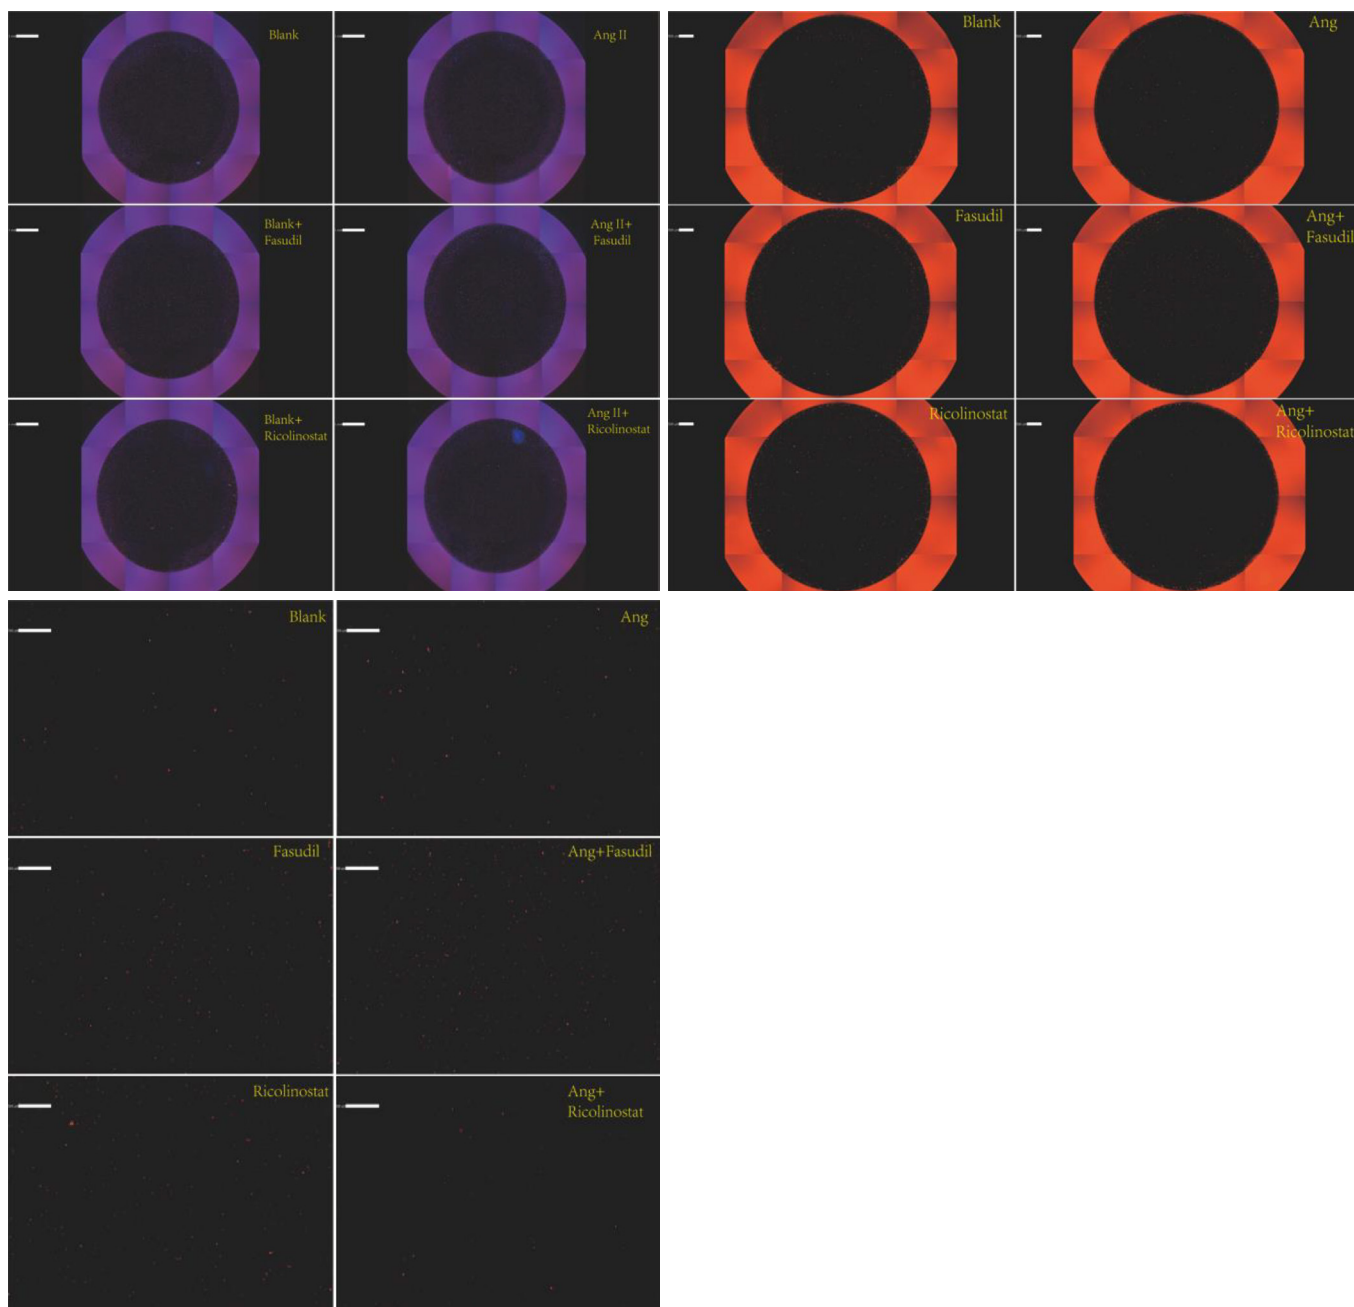 Blank
Ang II
Blank+
Fasudil
Ang II+
Fasudil
Blank+
Ricolinostat
Ang II+
Ricolinostat
Blank
Ang
Fasudil
Ang+
Fasudil
Ricolinostat
Ang+
Ricolinostat
Blank
Ang
Fasudil
Ang+Fasudil
Ricolinostat
Ang+
Ricolinostat